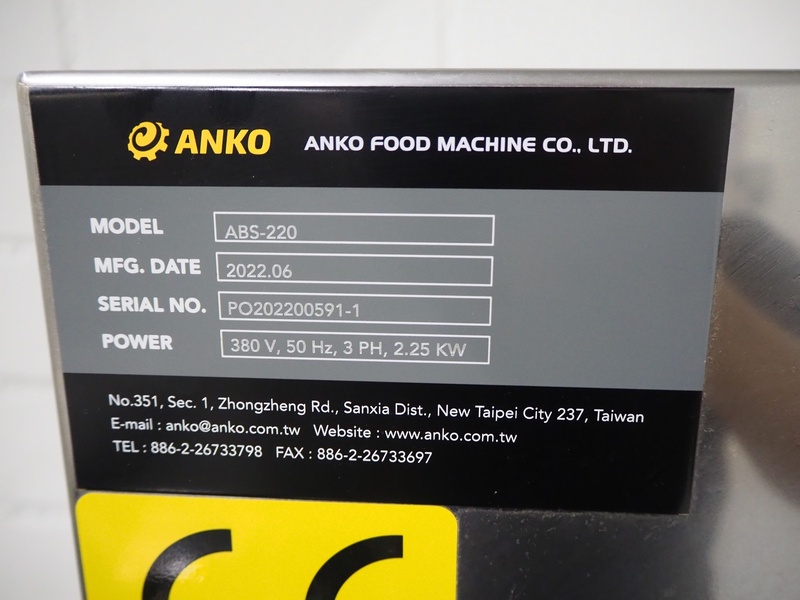 ANKO ANKO FOOD MACHINE CO., LTD.
MODEL ABS-220
MFG. DATE 2022.06
SERIAL NO. PO202200591-1
POWER 380 V, 50 Hz, 3 PH, 2.25 KW
No.351, Sec. 1, Zhongzheng Rd., Sanxia Dist., New Taipei City 237, Taiwan
E-mail : anko@anko.com.tw Website : www.anko.com.tw
TEL : 886-2-26733798 FAX : 886-2-26733697
CE